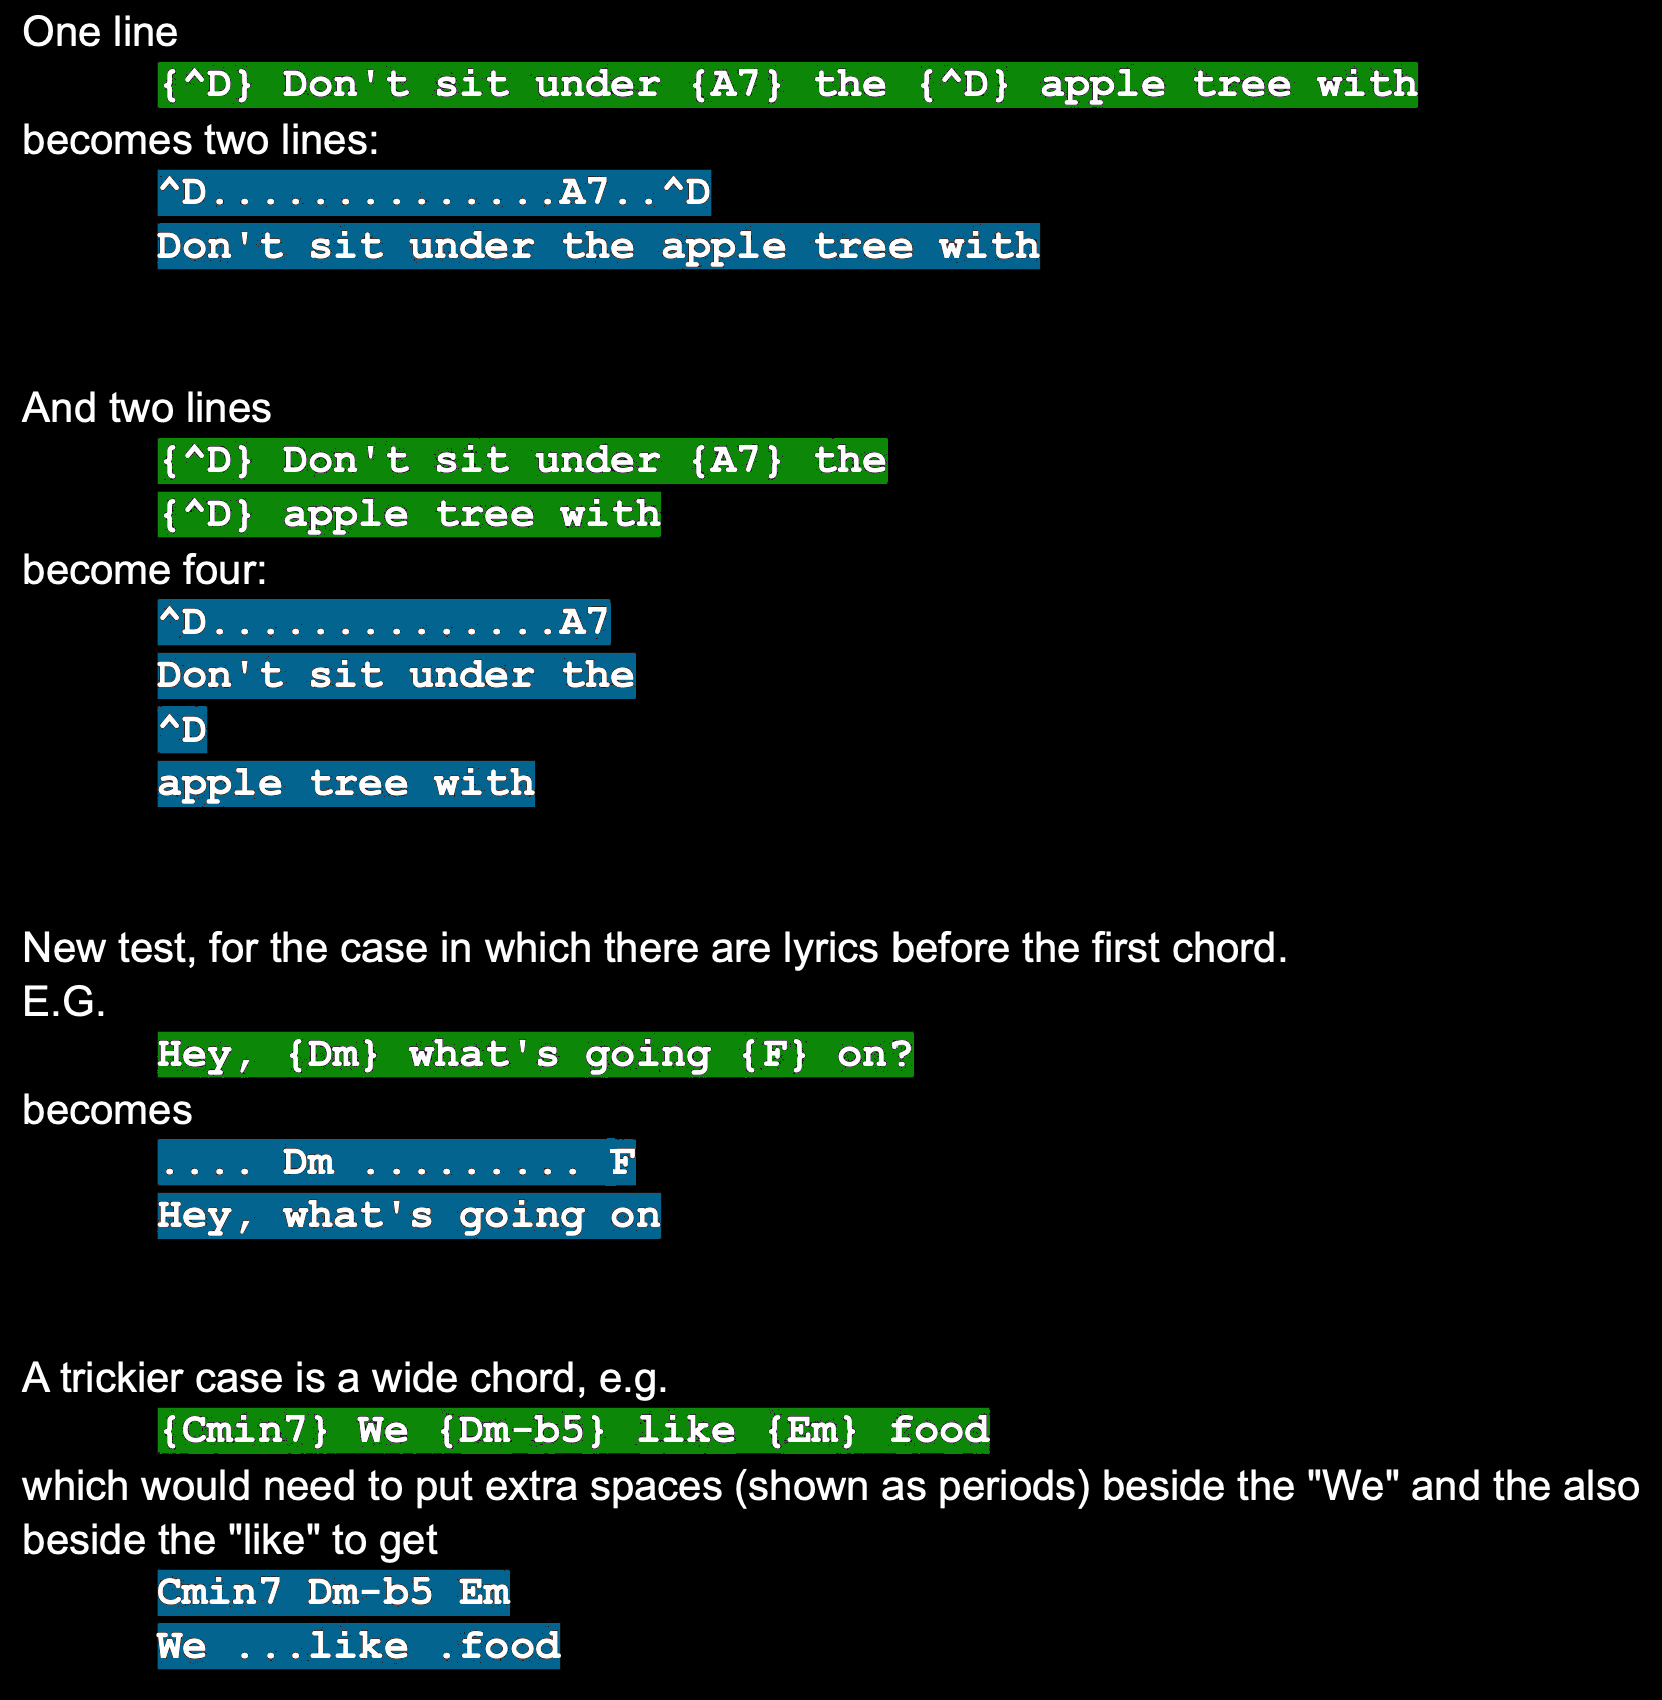 One line
{^D} Don't sit under {A7} the {^D} apple tree with
becomes two lines:
^D..............A7..^D
Don't sit under the apple tree with
And two lines
{^D} Don't sit under {A7} the
{^D} apple tree with
become four:
^D..............A7
Don't sit under the
^D
apple tree with
New test, for the case in which there are lyrics before the first chord.
E.G.
Hey, {Dm} what's going {F} on?
becomes
.... Dm ......... F
Hey, what's going on
A trickier case is a wide chord, e.g.
{Cmin7} We {Dm-b5} like {Em} food
which would need to put extra spaces (shown as periods) beside the "We" and the also
beside the "like" to get
Cmin7 Dm-b5 Em
We ...like .food